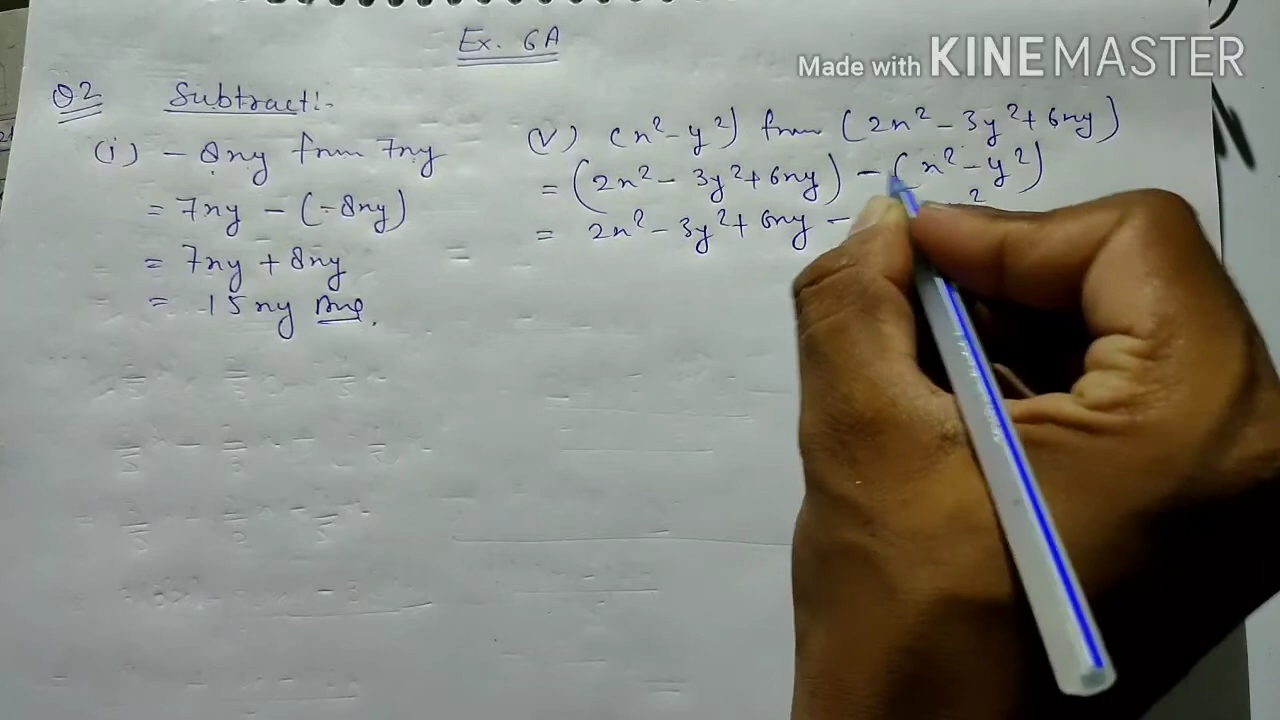 Ex. 6A
Made with KINEMASTER
Q2 Subtract:-
(i) - 8xy from 7xy
= 7xy - (-8xy)
= 7xy + 8xy
= 15xy Ans.
(V) (x² - y²) from (2x² - 3y² + 6xy)
= (2x² - 3y² + 6xy) - (x² - y²)
= 2x² - 3y² + 6xy -